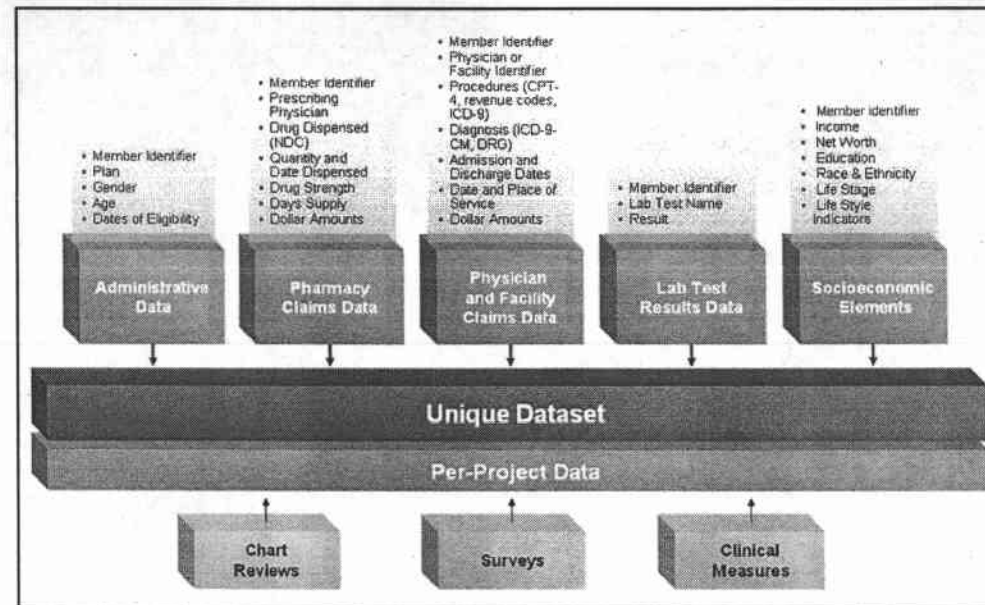 • Member Identifier
• Plan
• Gender
• Age
• Dates of Eligibility
Administrative
Data
• Member Identifier
• Prescribing
Physician
• Drug Dispensed
(NDC)
• Quantity and
Date Dispensed
• Drug Strength
• Days Supply
• Dollar Amounts
Pharmacy
Claims Data
• Member Identifier
• Physician or
Facility Identifier
• Procedures (CPT-
4, revenue codes,
ICD-9)
• Diagnosis (ICD-9-
CM, DRG)
• Admission and
Discharge Dates
• Date and Place of
Service
• Dollar Amounts
Physician
and Facility
Claims Data
• Member Identifier
• Lab Test Name
• Result
Lab Test
Results Data
• Member Identifier
• Income
• Net Worth
• Education
• Race & Ethnicity
• Life Stage
• Life Style
Indicators
Socioeconomic
Elements
Unique Dataset
Per-Project Data
Chart
Reviews
Surveys
Clinical
Measures